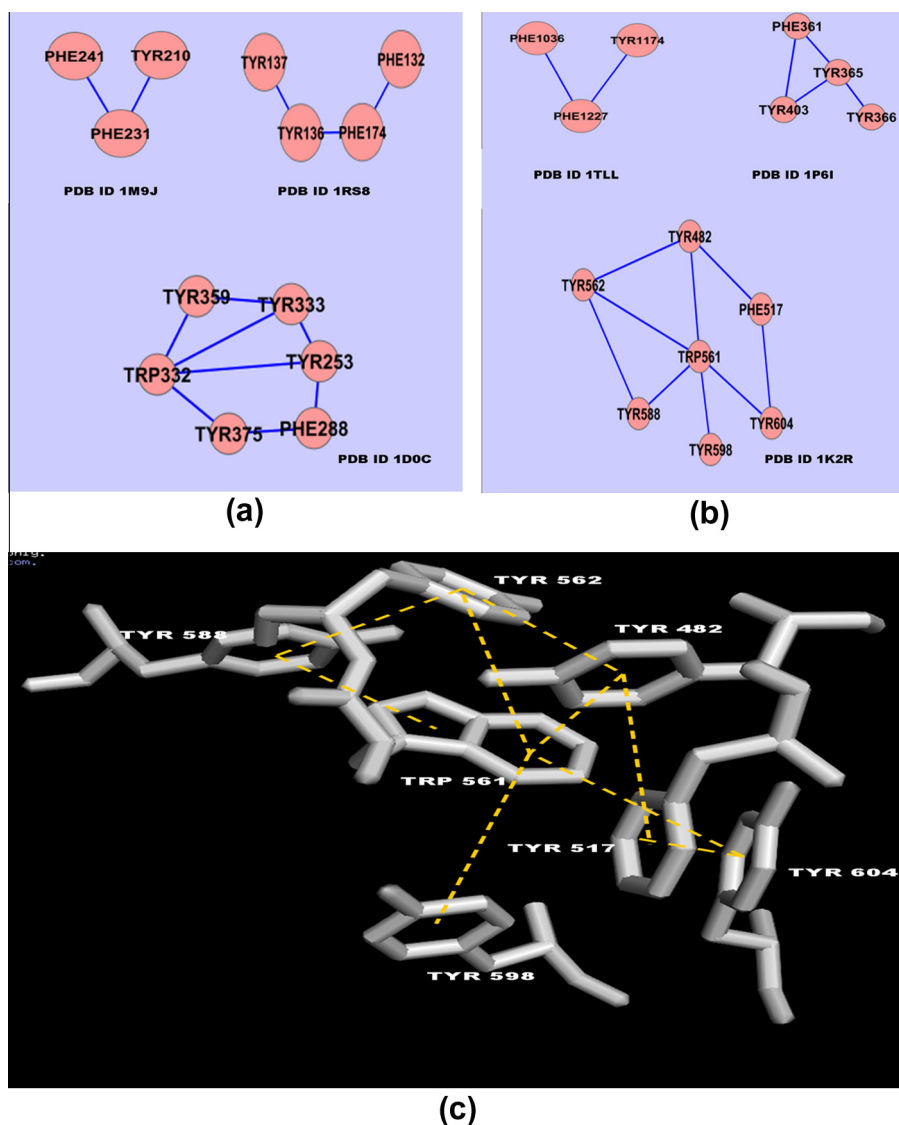 PHE241
TYR210
PHE231
PDB ID 1M9J
TYR137
PHE132
TYR136
PHE174
PDB ID 1RS8
TYR359
TYR333
TRP332
TYR253
TYR375
PHE288
PDB ID 1D0C
(a)
PHE1036
TYR1174
PHE1227
PDB ID 1TLL
PHE361
TYR365
TYR403
TYR366
PDB ID 1P6I
TYR482
TYR562
PHE517
TRP561
TYR588
TYR604
TYR598
PDB ID 1K2R
(b)
com.
TYR 562
TYR 588
TYR 482
TRP 561
TYR 517
TYR 604
TYR 598
(c)